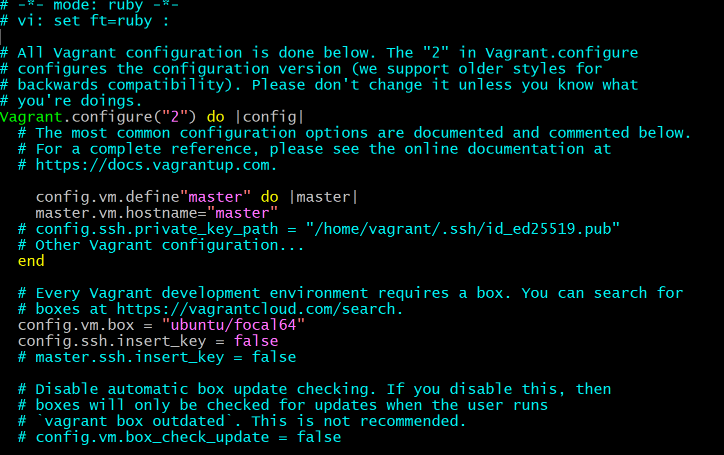 # -*- mode: ruby -*-
# vi: set ft=ruby :
# All Vagrant configuration is done below. The "2" in Vagrant.configure
# configures the configuration version (we support older styles for
# backwards compatibility). Please don't change it unless you know what
# you're doings.
Vagrant.configure("2") do |config|
  # The most common configuration options are documented and commented below.
  # For a complete reference, please see the online documentation at
  # https://docs.vagrantup.com.
    config.vm.define"master" do |master|
    master.vm.hostname="master"
  # config.ssh.private_key_path = "/home/vagrant/.ssh/id_ed25519.pub"
  # Other Vagrant configuration...
  end
  # Every Vagrant development environment requires a box. You can search for
  # boxes at https://vagrantcloud.com/search.
  config.vm.box = "ubuntu/focal64"
  config.ssh.insert_key = false
  # master.ssh.insert_key = false
  # Disable automatic box update checking. If you disable this, then
  # boxes will only be checked for updates when the user runs
  # `vagrant box outdated`. This is not recommended.
  # config.vm.box_check_update = false